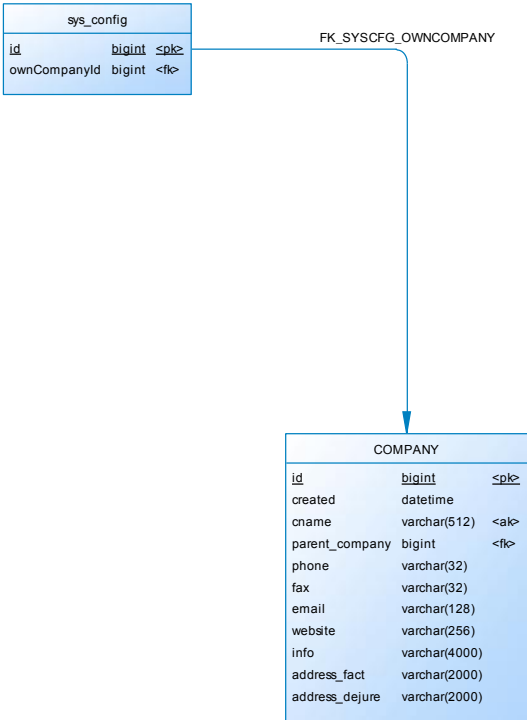 sys_config
id bigint <pk>
ownCompanyId bigint <fk>
FK_SYSCFG_OWNCOMPANY
COMPANY
id bigint <pk>
created datetime
cname varchar(512) <ak>
parent_company bigint <fk>
phone varchar(32)
fax varchar(32)
email varchar(128)
website varchar(256)
info varchar(4000)
address_fact varchar(2000)
address_dejure varchar(2000)